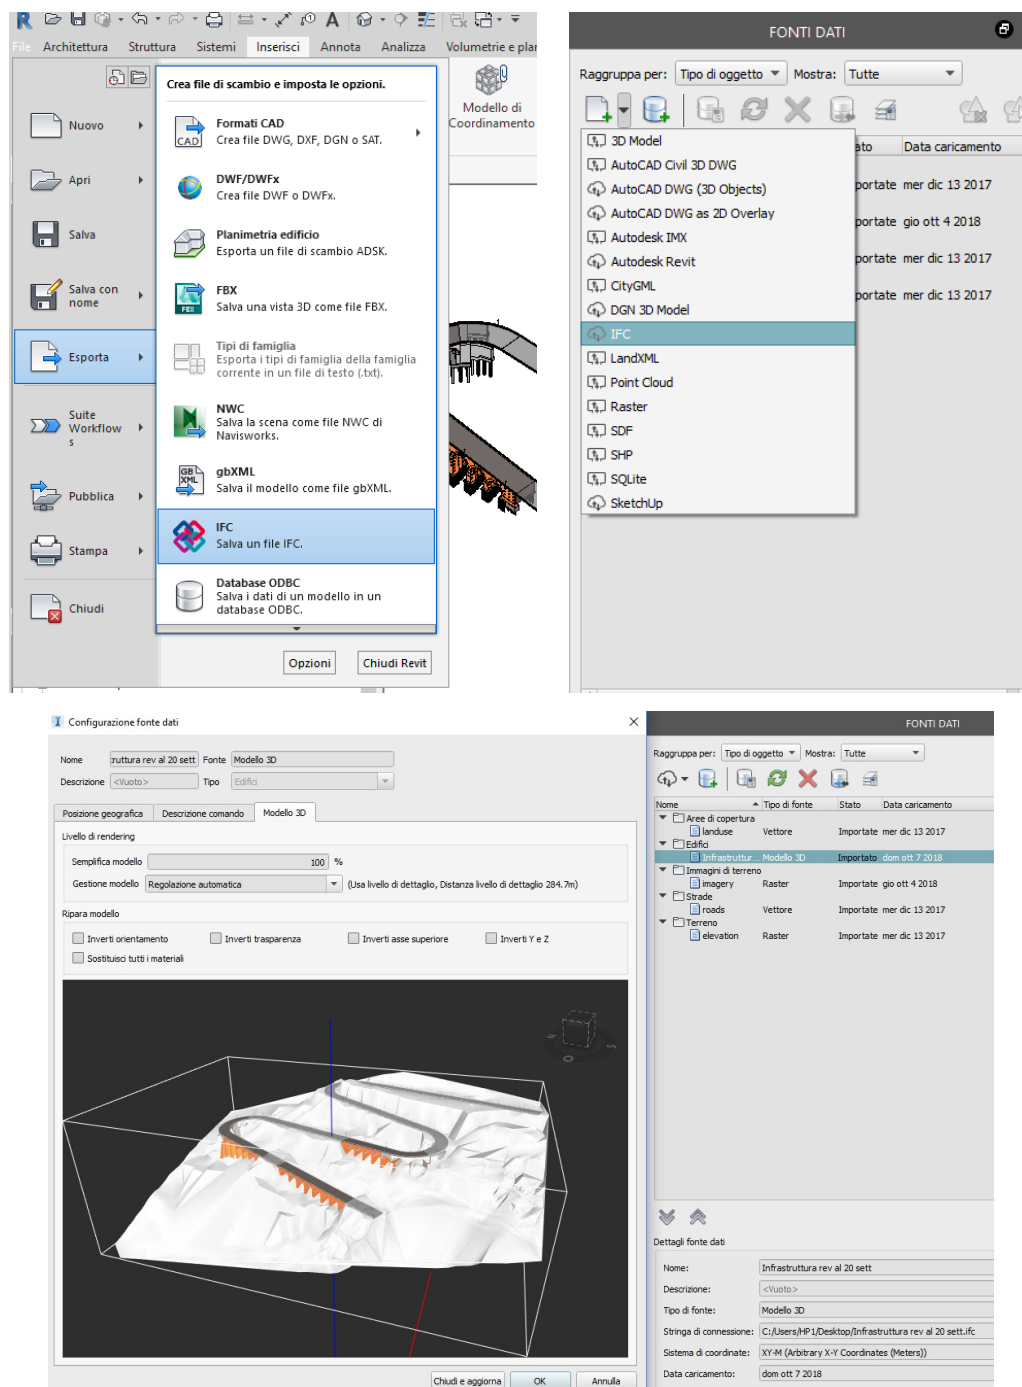 File Architettura Struttura Sistemi Inserisci Annota Analizza Volumetrie e pla
Crea file di scambio e imposta le opzioni.
Nuovo
Apri
Salva
Salva con
nome
Esporta
Suite
Workflow
s
Pubblica
Stampa
Chiudi
CAD
Formati CAD
Crea file DWG, DXF, DGN o SAT.
DWF/DWFx
Crea file DWF o DWFx.
Planimetria edificio
Esporta un file di scambio ADSK.
FBX
FBX
Salva una vista 3D come file FBX.
Tipi di famiglia
Esporta i tipi di famiglia della famiglia
corrente in un file di testo (.txt).
NWC
Salva la scena come file NWC di
Navisworks.
GB
XML
gbXML
Salva il modello come file gbXML.
IFC
Salva un file IFC.
Database ODBC
Salva i dati di un modello in un
database ODBC.
Opzioni Chiudi Revit
Modello di
Coordinamento
FONTI DATI
Raggruppa per: Tipo di oggetto Mostra: Tutte
ato Data caricamento
portate mer dic 13 2017
portate gio ott 4 2018
portate mer dic 13 2017
portate mer dic 13 2017
3D Model
AutoCAD Civil 3D DWG
AutoCAD DWG (3D Objects)
AutoCAD DWG as 2D Overlay
Autodesk IMX
Autodesk Revit
CityGML
DGN 3D Model
IFC
LandXML
Point Cloud
Raster
SDF
SHP
SQLite
SketchUp
Configurazione fonte dati
Nome ruttura rev al 20 sett Fonte Modello 3D
Descrizione <Vuoto> Tipo Edifici
Posizione geografica Descrizione comando Modello 3D
Livello di rendering
Semplifica modello 100 %
Gestione modello Regolazione automatica (Usa livello di dettaglio, Distanza livello di dettaglio 284.7m)
Ripara modello
Inverti orientamento Inverti trasparenza Inverti asse superiore Inverti Y e Z
Sostituisci tutti i materiali
Chiudi e aggiorna OK Annulla
FONTI DATI
Raggruppa per: Tipo di oggetto Mostra: Tutte
Nome Tipo di fonte Stato Data caricamento
Aree di copertura
landuse Vettore Importate mer dic 13 2017
Edifici
Infrastruttur... Modello 3D Importato dom ott 7 2018
Immagini di terreno
imagery Raster Importate gio ott 4 2018
Strade
roads Vettore Importate mer dic 13 2017
Terreno
elevation Raster Importate mer dic 13 2017
Dettagli fonte dati
Nome: Infrastruttura rev al 20 sett
Descrizione: <Vuoto>
Tipo di fonte: Modello 3D
Stringa di connessione: C:/Users/HP1/Desktop/Infrastruttura rev al 20 sett.ifc
Sistema di coordinate: XY-M (Arbitrary X-Y Coordinates (Meters))
Data caricamento: dom ott 7 2018